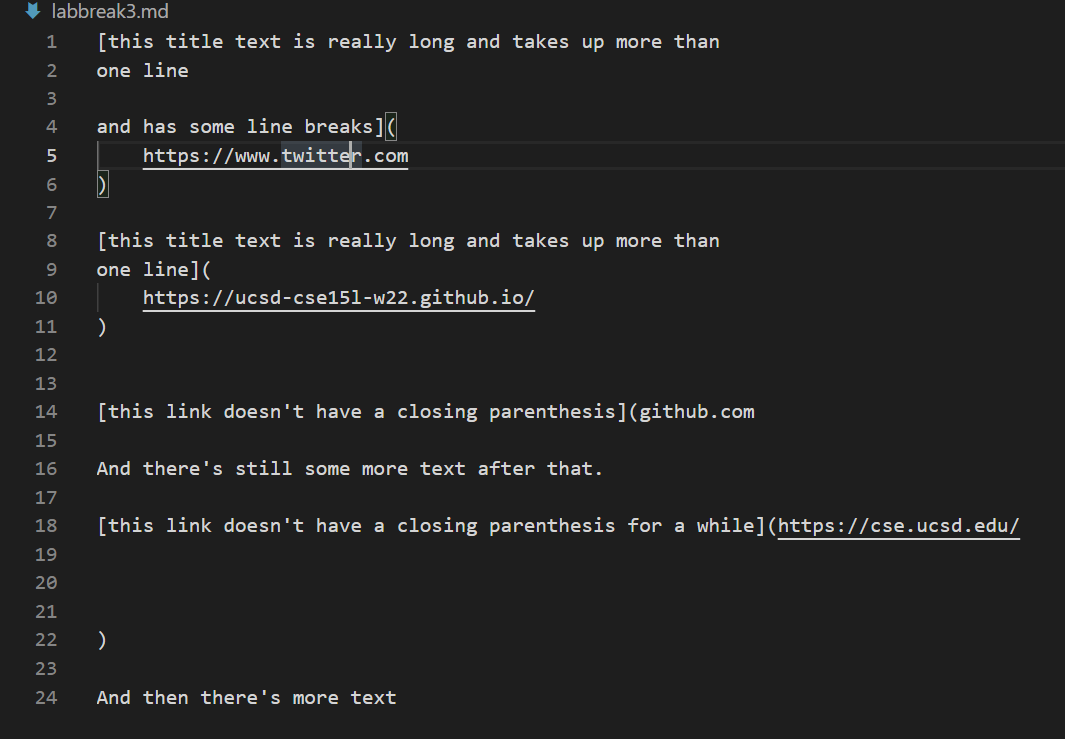 labbreak3.md
1 [this title text is really long and takes up more than
2 one line
3
4 and has some line breaks](
5     https://www.twitter.com
6 )
7
8 [this title text is really long and takes up more than
9 one line](
10     https://ucsd-cse15l-w22.github.io/
11 )
12
13
14 [this link doesn't have a closing parenthesis](github.com
15
16 And there's still some more text after that.
17
18 [this link doesn't have a closing parenthesis for a while](https://cse.ucsd.edu/
19
20
21
22 )
23
24 And then there's more text